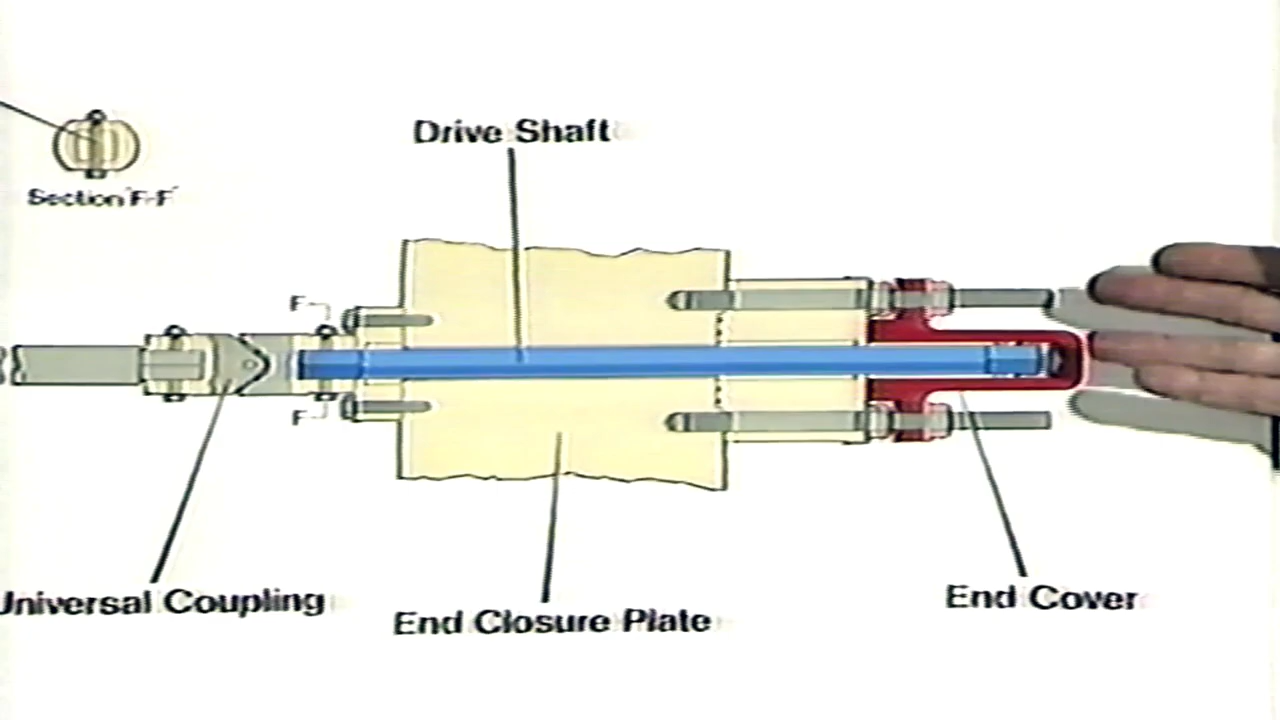 Drive Shaft
Section 'F-F'
F
F
Universal Coupling
End Closure Plate
End Cover